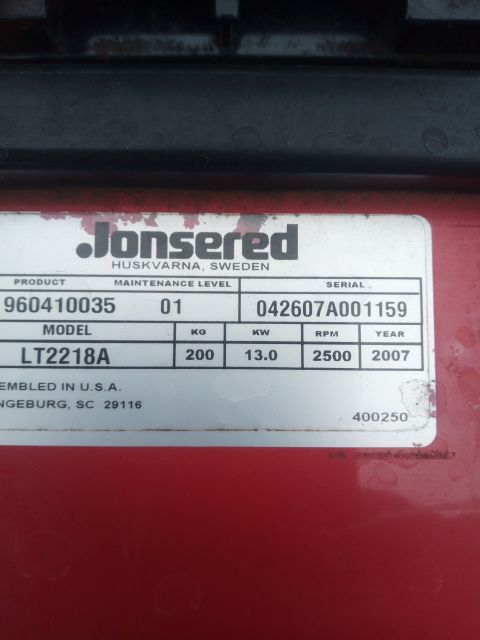 Jonsered
HUSKVARNA, SWEDEN
PRODUCT MAINTENANCE LEVEL SERIAL
960410035 01 042607A001159
MODEL KG KW RPM YEAR
LT2218A 200 13.0 2500 2007
EMBLED IN U.S.A.
NGEBURG, SC 29116
400250